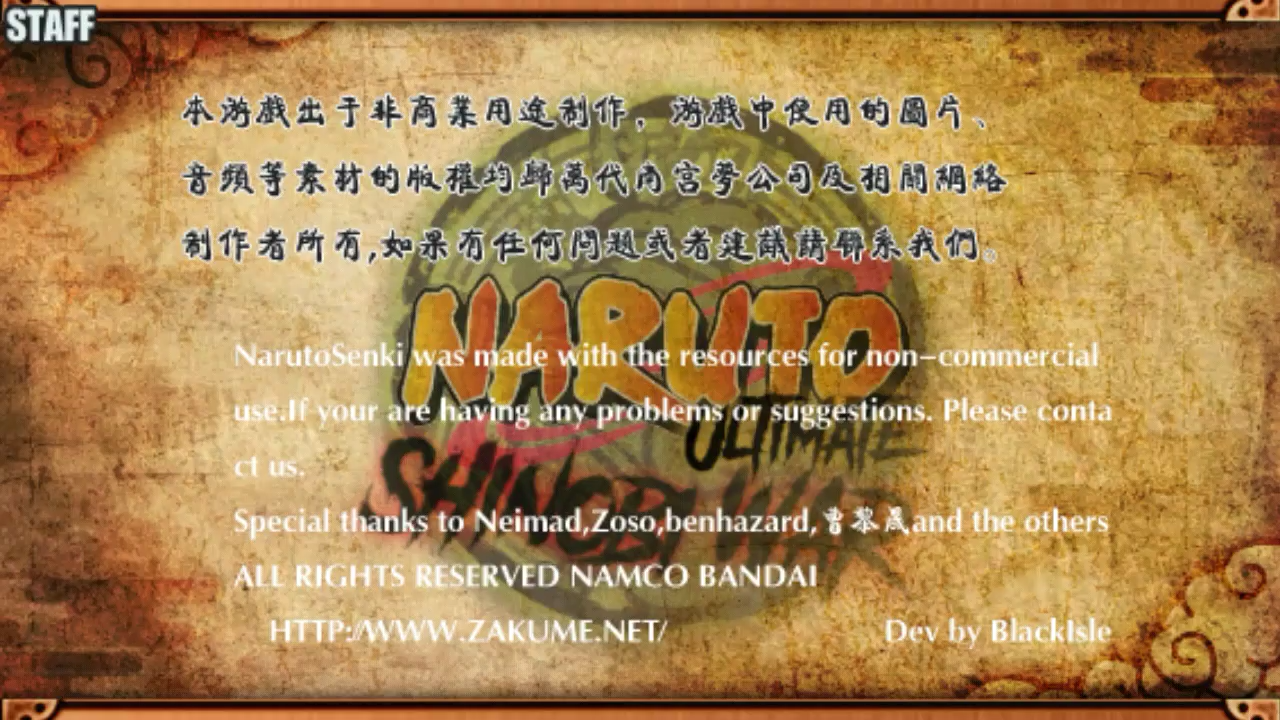 STAFF
本游戲出于非商業用途制作，游戲中使用的圖片、
音頻等素材的版權均歸萬代南宮夢公司及相關網絡
制作者所有,如果有任何問題或者建議請聯系我們。
NARUTO
NarutoSenki was made with the resources for non-commercial
use.If your are having any problems or suggestions. Please conta
ULTIMATE
ct us.
SHINOBI WAR
Special thanks to Neimad,Zoso,benhazard,曹黎晟and the others
ALL RIGHTS RESERVED NAMCO BANDAI
HTTP://WWW.ZAKUME.NET/ Dev by BlackIsle